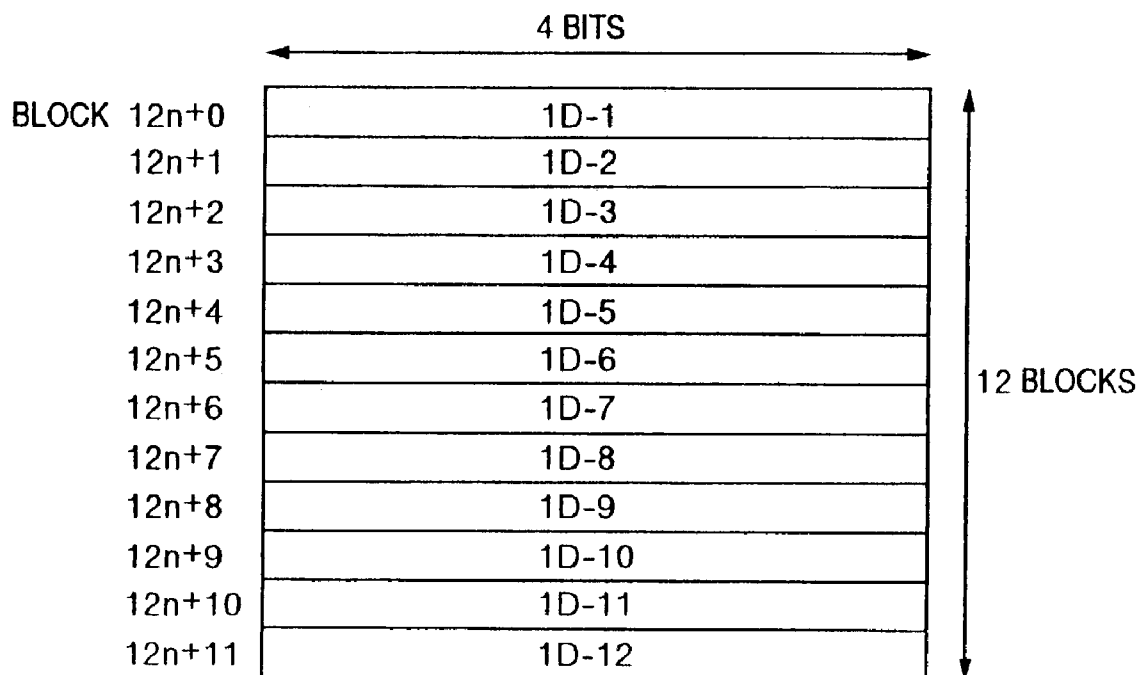 4 BITS
BLOCK 12n+0 1D-1
12n+1 1D-2
12n+2 1D-3
12n+3 1D-4
12n+4 1D-5
12n+5 1D-6
12n+6 1D-7
12n+7 1D-8
12n+8 1D-9
12n+9 1D-10
12n+10 1D-11
12n+11 1D-12
12 BLOCKS